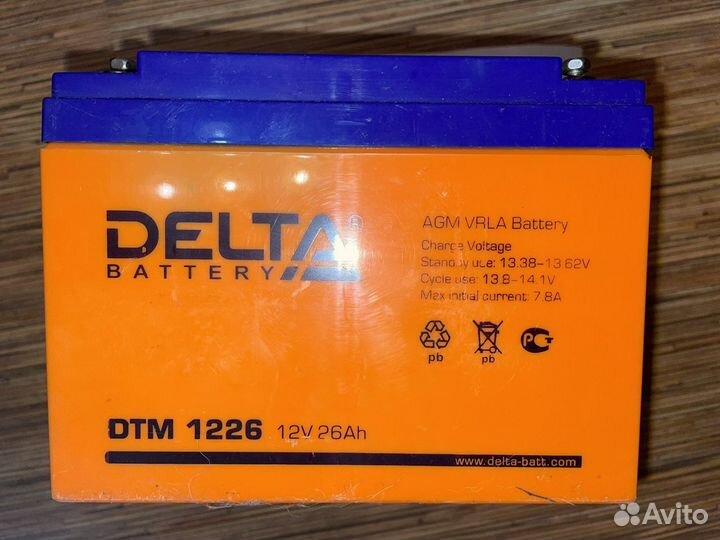 DELTA®
BATTERY
AGM VRLA Battery
Charge Voltage
Standby use: 13.38–13.62V
Cycle use: 13.8–14.1V
Max initial current: 7.8A
pb
pb
РСТ
DTM 1226 12V 26Ah
www.delta-batt.com
Avito